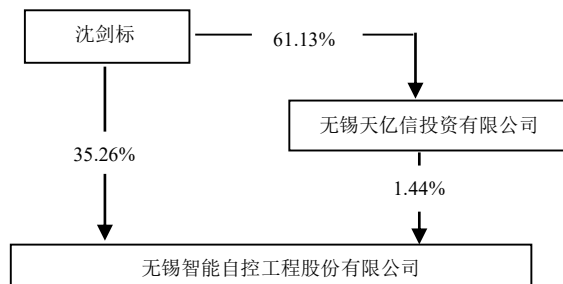 沈剑标
61.13%
无锡天亿信投资有限公司
35.26%
1.44%
无锡智能自控工程股份有限公司